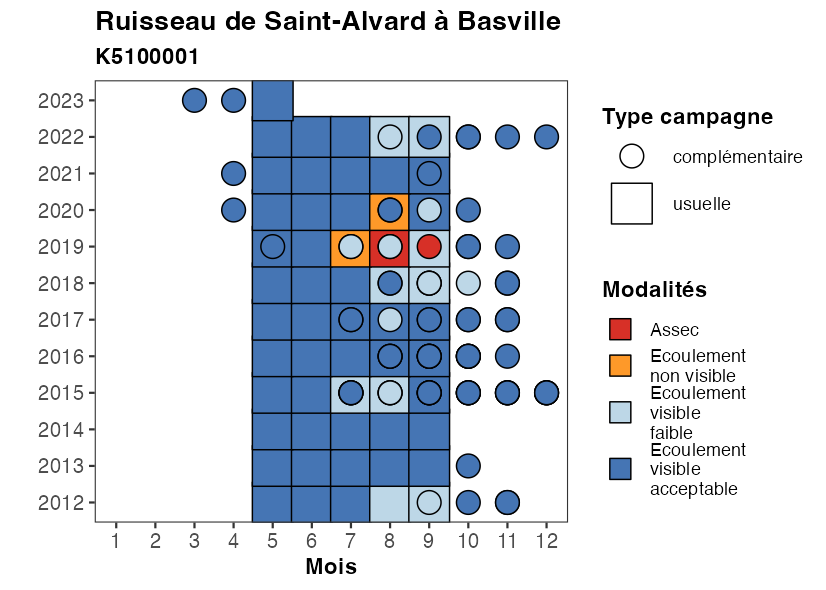 Ruisseau de Saint-Alvard à Basville
K5100001
2023
2022
2021
2020
2019
2018
2017
2016
2015
2014
2013
2012
1 2 3 4 5 6 7 8 9 10 11 12
Mois
Type campagne
complémentaire
usuelle
Modalités
Assec
Ecoulement
non visible
Ecoulement
visible
faible
Ecoulement
visible
acceptable